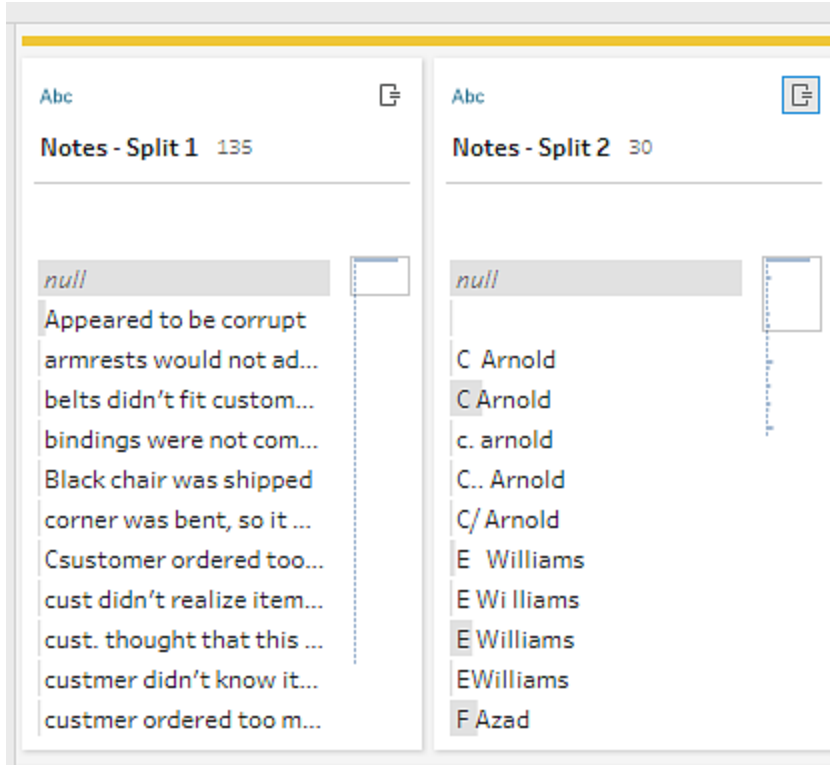 Abc
Notes - Split 1 135
null
Appeared to be corrupt
armrests would not ad...
belts didn't fit custom...
bindings were not com...
Black chair was shipped
corner was bent, so it ...
Csustomer ordered too...
cust didn't realize item...
cust. thought that this ...
custmer didn't know it...
custmer ordered too m...
Abc
Notes - Split 2 30
null
C  Arnold
C Arnold
c. arnold
C.. Arnold
C/ Arnold
E   Williams
E Wi lliams
E Williams
EWilliams
F Azad